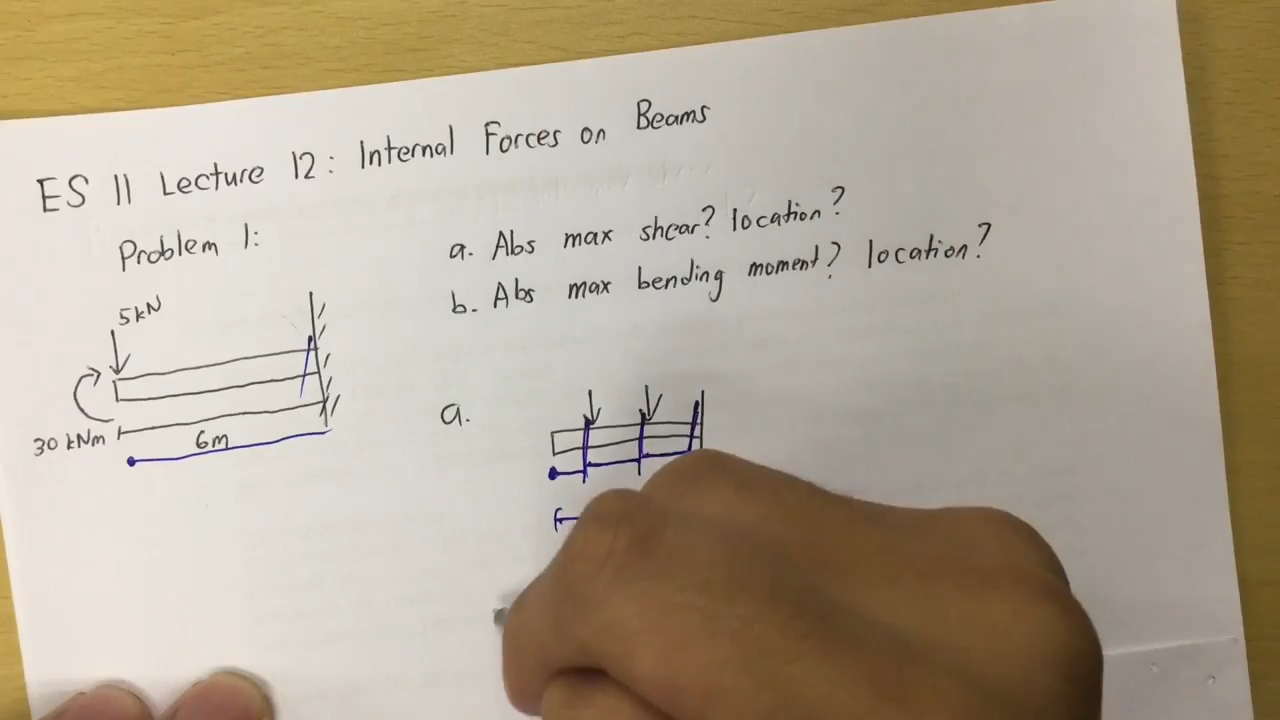 ES 11 Lecture 12: Internal Forces on Beams
Problem 1:
a. Abs max shear? location?
b. Abs max bending moment? location?
5kN
30 kNm
6m
a.